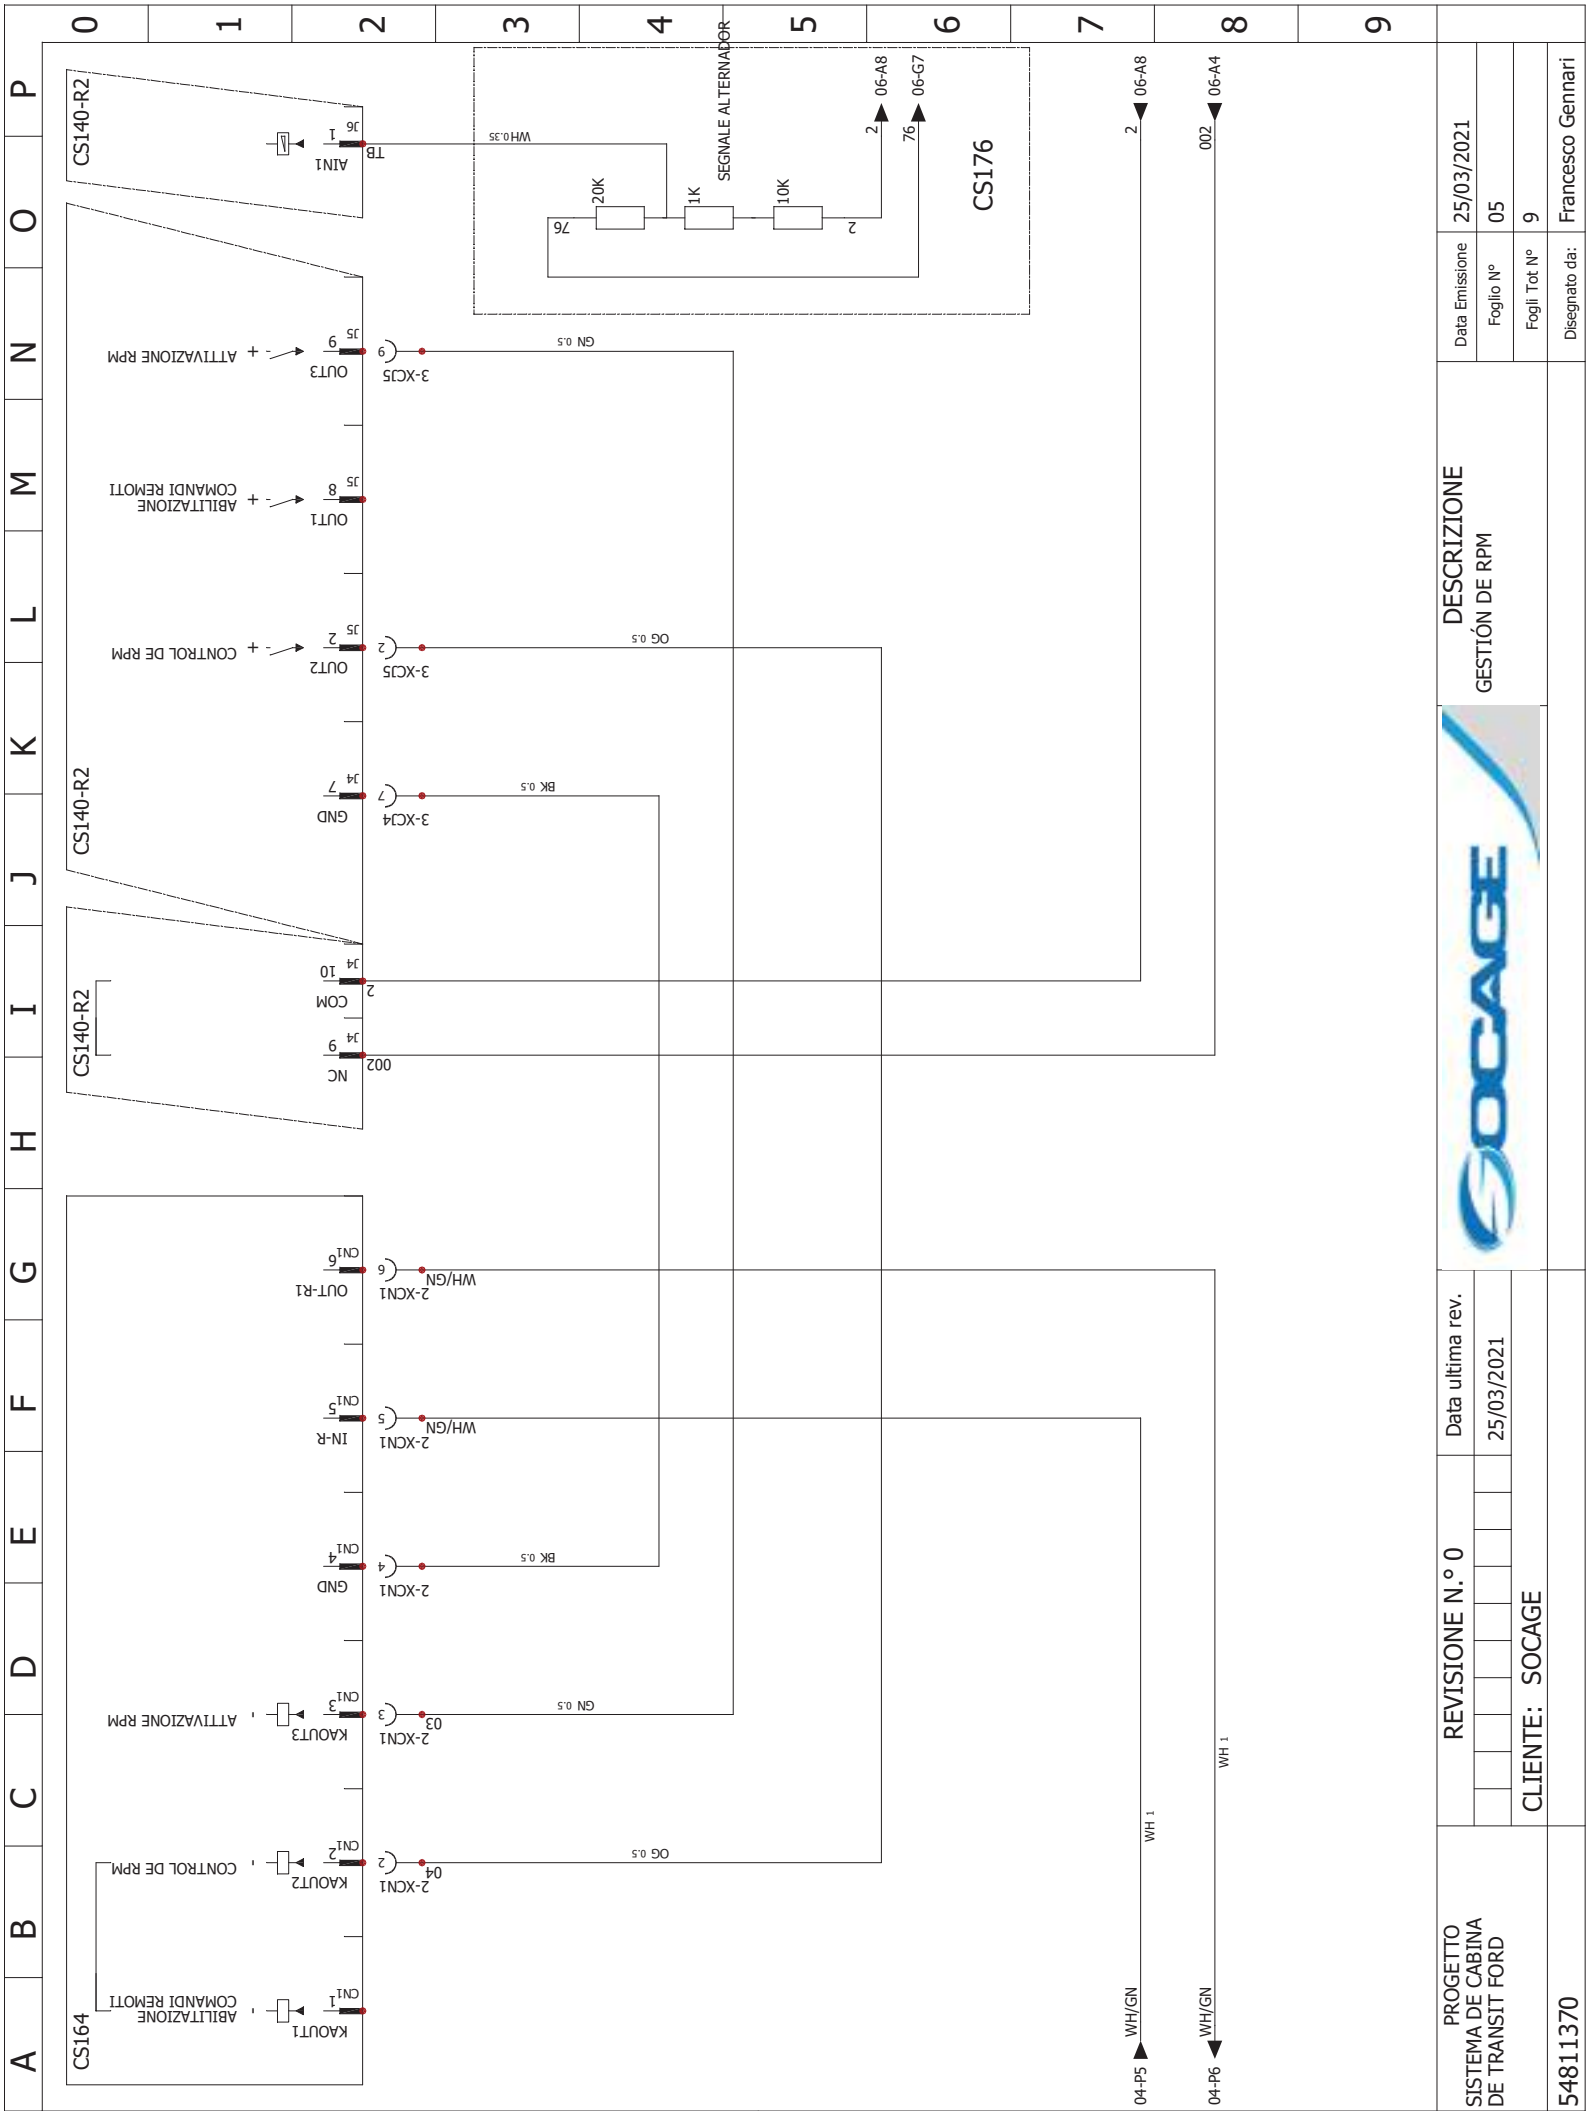 A B C D E F G H I J K L M N O P
0 1 2 3 4 5 6 7 8 9
CS164
ABILITAZIONE
COMANDI REMOTI
-
KAOUT1
1
CN1
CONTROL DE RPM
-
KAOUT2
2
CN1
2
2-XCN1
04
OG 0.5
ATTIVAZIONE RPM
-
KAOUT3
3
CN1
3
2-XCN1
03
GN 0.5
GND
4
CN1
4
2-XCN1
BK 0.5
IN-R
5
CN1
5
2-XCN1
WH/GN
OUT-R1
6
CN1
6
2-XCN1
WH/GN
CS140-R2
NC
9
J4
002
COM
10
J4
2
CS140-R2
GND
7
J4
7
3-XCJ4
BK 0.5
CONTROL DE RPM
+
-
OUT2
2
J5
2
3-XCJ5
OG 0.5
ABILITAZIONE
COMANDI REMOTI
+
-
OUT1
8
J5
ATTIVAZIONE RPM
+
-
OUT3
9
J5
9
3-XCJ5
GN 0.5
CS140-R2
AIN1
1
J6
TB
WH0.35
76
20K
1K
10K
2
SEGNALE ALTERNADOR
2
06-A8
76
06-G7
CS176
04-P5
WH/GN
WH 1
2
06-A8
04-P6
WH/GN
WH 1
002
06-A4
PROGETTO
SISTEMA DE CABINA
DE TRANSIT FORD
54811370
REVISIONE N.° 0
CLIENTE: SOCAGE
Data ultima rev.
25/03/2021
SOCAGE
DESCRIZIONE
GESTIÓN DE RPM
Data Emissione
25/03/2021
Foglio N°
05
Fogli Tot N°
9
Disegnato da:
Francesco Gennari